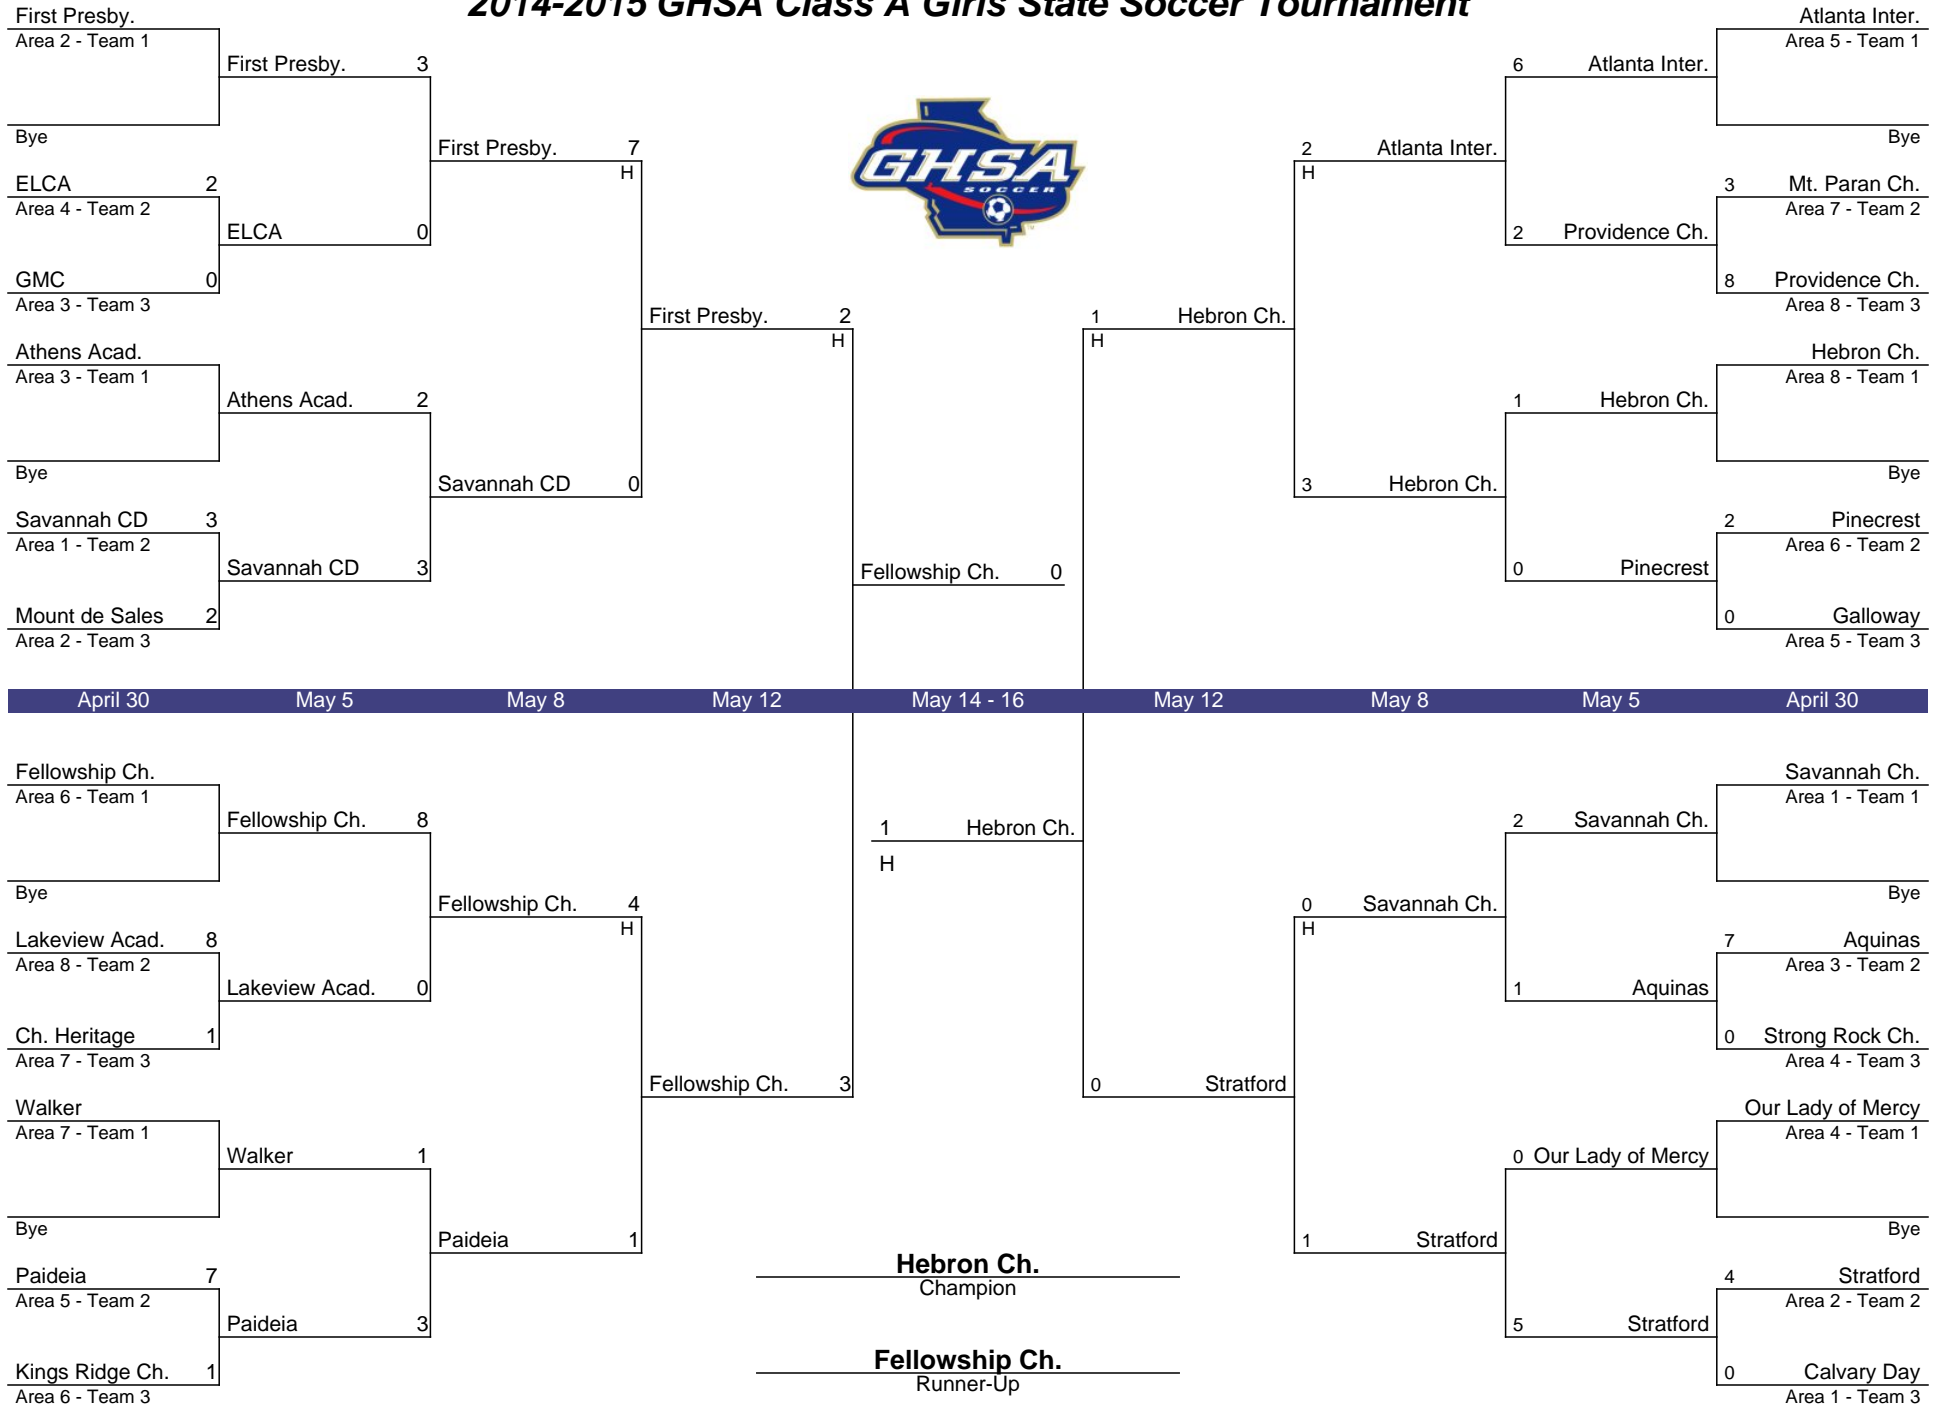 2014-2015 GHSA Class A Girls State Soccer Tournament
First Presby.
Area 2 - Team 1
Bye
ELCA 2
Area 4 - Team 2
GMC 0
Area 3 - Team 3
Athens Acad.
Area 3 - Team 1
Bye
Savannah CD 3
Area 1 - Team 2
Mount de Sales 2
Area 2 - Team 3
First Presby. 3
ELCA 0
Athens Acad. 2
Savannah CD 3
First Presby. 7
H
Savannah CD 0
First Presby. 2
H
Fellowship Ch. 0
GHSA
SOCCER
1 Hebron Ch.
H
2 Atlanta Inter.
H
3 Hebron Ch.
6 Atlanta Inter.
2 Providence Ch.
1 Hebron Ch.
0 Pinecrest
Atlanta Inter.
Area 5 - Team 1
Bye
3 Mt. Paran Ch.
Area 7 - Team 2
8 Providence Ch.
Area 8 - Team 3
Hebron Ch.
Area 8 - Team 1
Bye
2 Pinecrest
Area 6 - Team 2
0 Galloway
Area 5 - Team 3
April 30 May 5 May 8 May 12 May 14 - 16 May 12 May 8 May 5 April 30
Fellowship Ch.
Area 6 - Team 1
Bye
Lakeview Acad. 8
Area 8 - Team 2
Ch. Heritage 1
Area 7 - Team 3
Walker
Area 7 - Team 1
Bye
Paideia 7
Area 5 - Team 2
Kings Ridge Ch. 1
Area 6 - Team 3
Fellowship Ch. 8
Lakeview Acad. 0
Walker 1
Paideia 3
Fellowship Ch. 4
H
Paideia 1
Fellowship Ch. 3
1 Hebron Ch.
H
0 Stratford
0 Savannah Ch.
H
1 Stratford
2 Savannah Ch.
1 Aquinas
0 Our Lady of Mercy
5 Stratford
Savannah Ch.
Area 1 - Team 1
Bye
7 Aquinas
Area 3 - Team 2
0 Strong Rock Ch.
Area 4 - Team 3
Our Lady of Mercy
Area 4 - Team 1
Bye
4 Stratford
Area 2 - Team 2
0 Calvary Day
Area 1 - Team 3
Hebron Ch.
Champion
Fellowship Ch.
Runner-Up